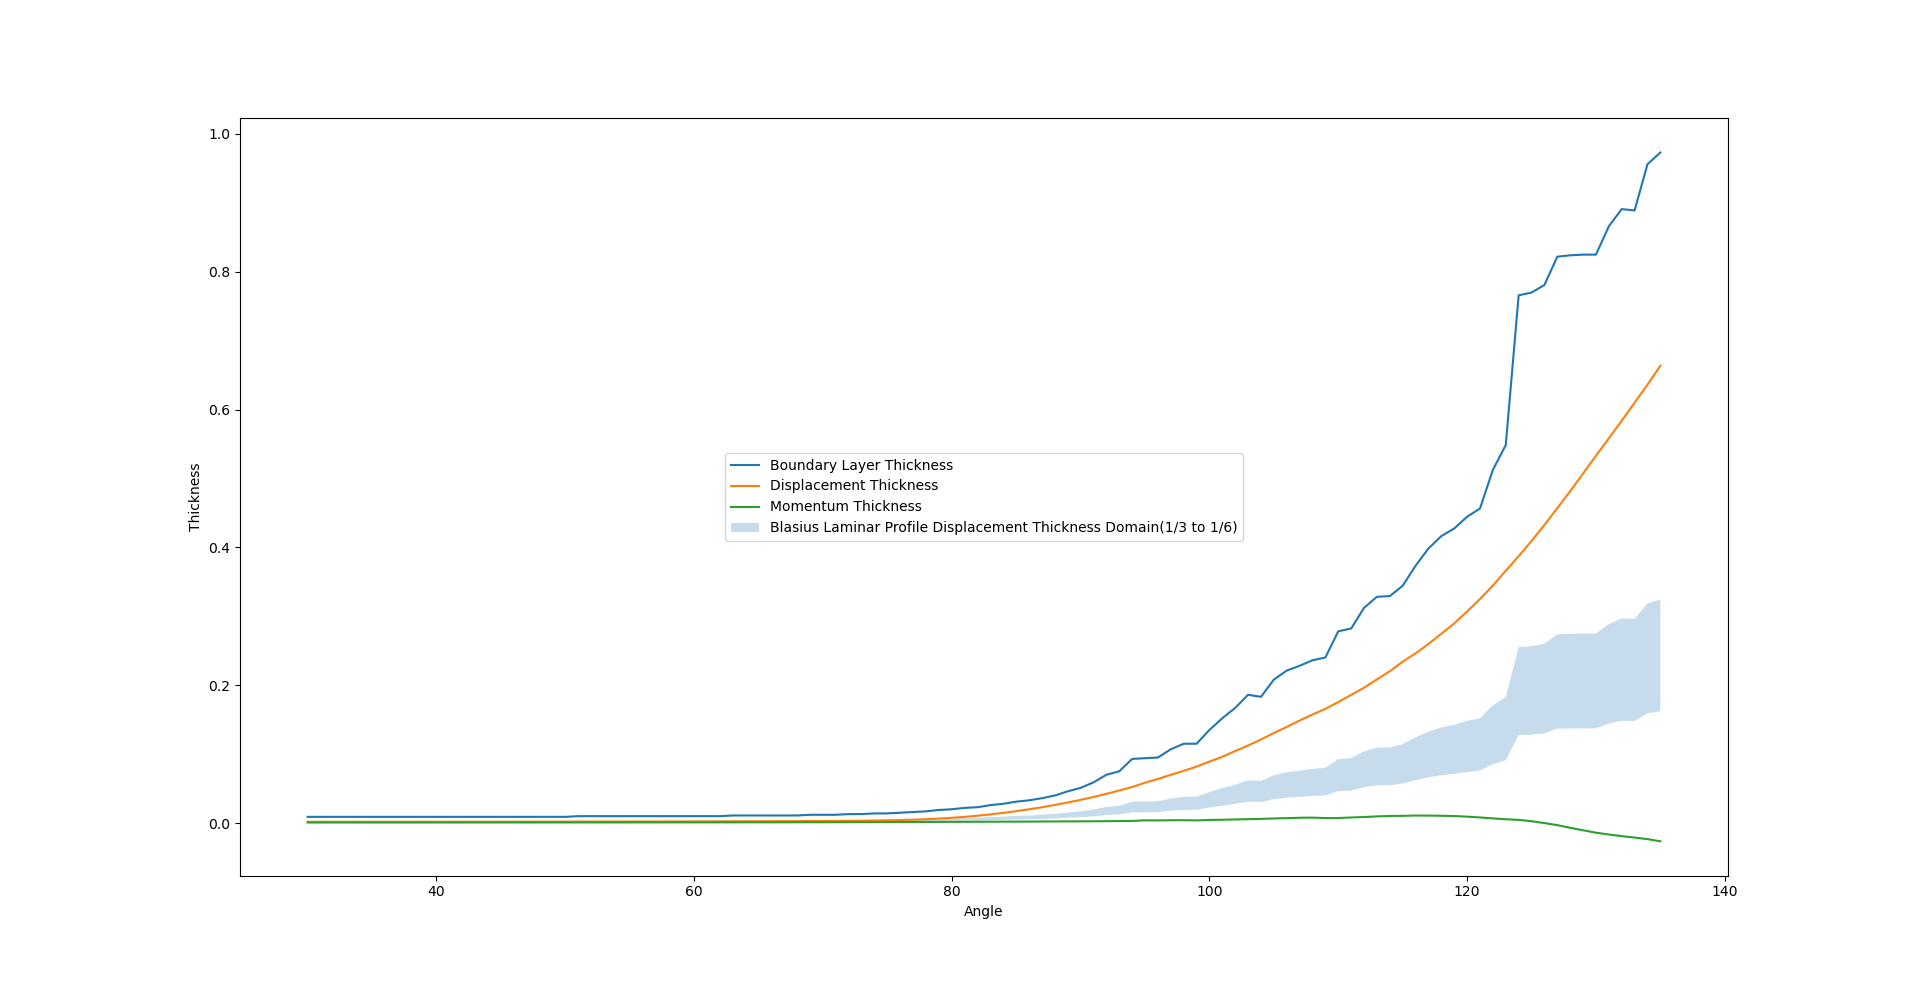 1.0
0.8
0.6
0.4
0.2
0.0
Thickness
Boundary Layer Thickness
Displacement Thickness
Momentum Thickness
Blasius Laminar Profile Displacement Thickness Domain(1/3 to 1/6)
40 60 80 100 120 140
Angle